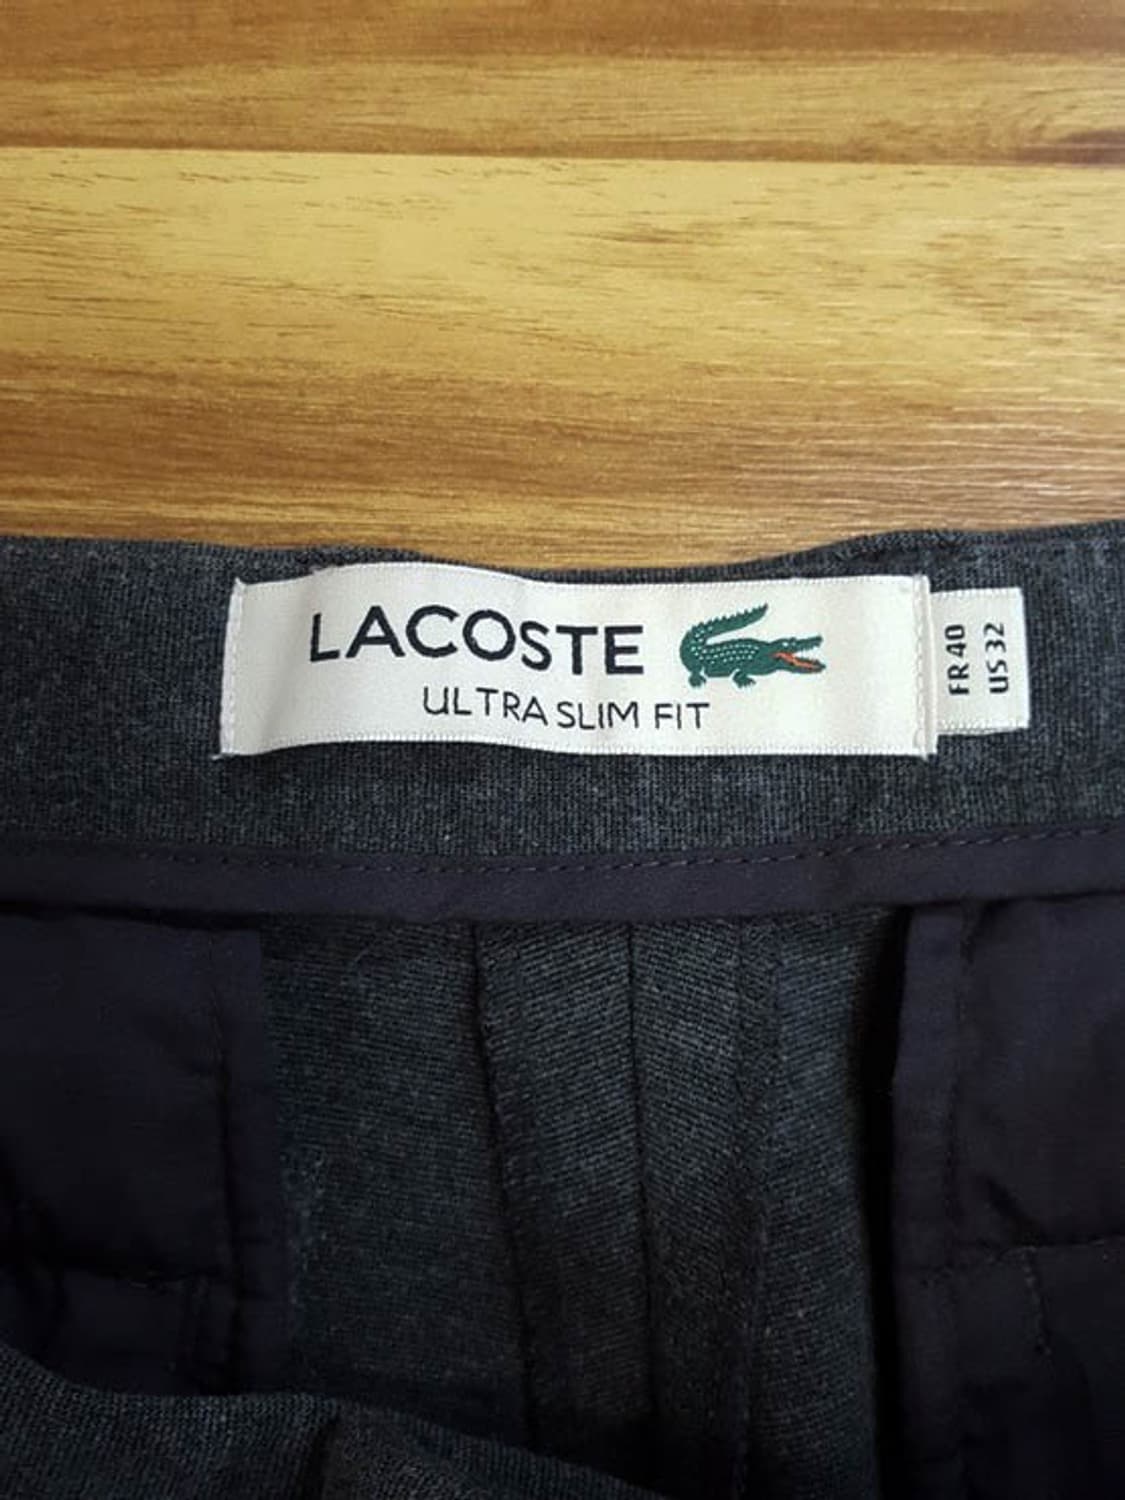 LACOSTE
ULTRA SLIM FIT
FR 40
US 32